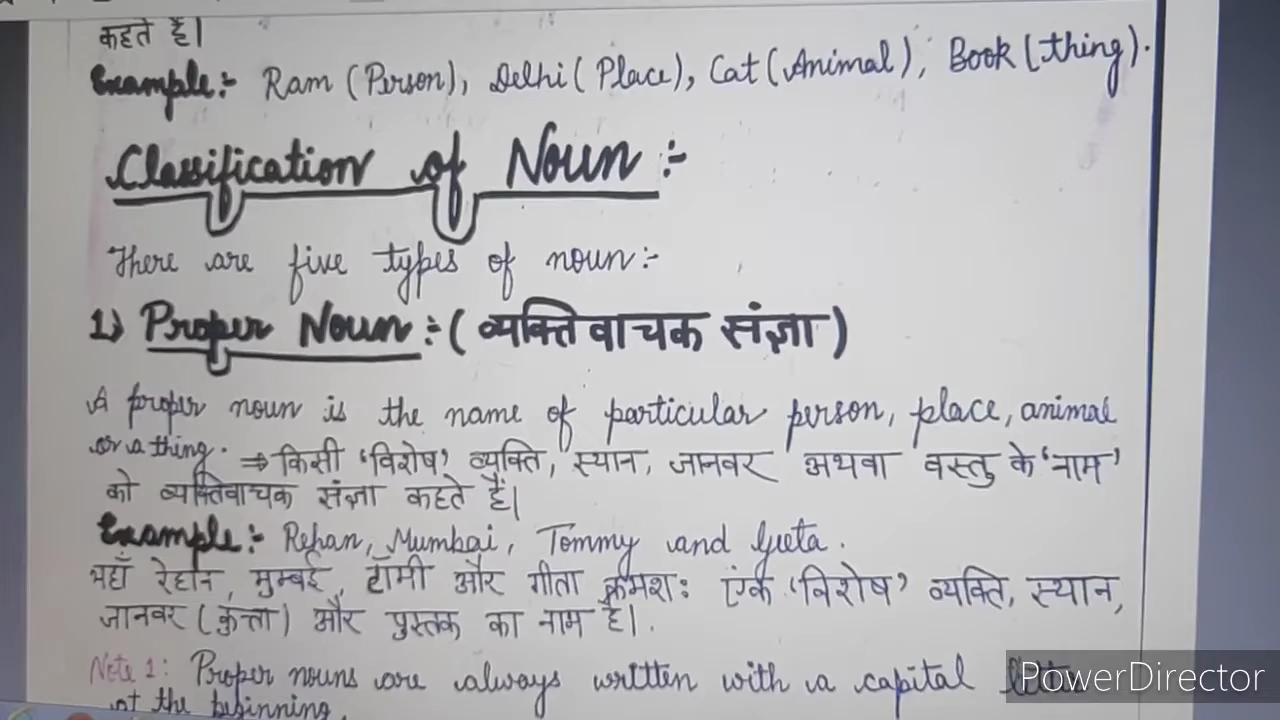 कहते हैं।
Example:- Ram (Person), Delhi (Place), Cat (Animal), Book (thing).
Classification of Noun :-
There are five types of noun:-
1) Proper Noun :- (व्यक्तिवाचक संज्ञा)
A proper noun is the name of particular person, place, animal
or a thing. ⇒ किसी 'विशेष' व्यक्ति, स्थान, जानवर अथवा वस्तु के 'नाम'
को व्यक्तिवाचक संज्ञा कहते हैं।
Example:- Rehan, Mumbai, Tommy and Geeta.
यहाँ रेहान, मुम्बई, टॉमी और गीता क्रमशः एक 'विशेष' व्यक्ति, स्थान,
जानवर (कुत्ता) और पुस्तक का नाम है।
Note 1: Proper nouns are always written with a capital letter
at the beginning.
PowerDirector